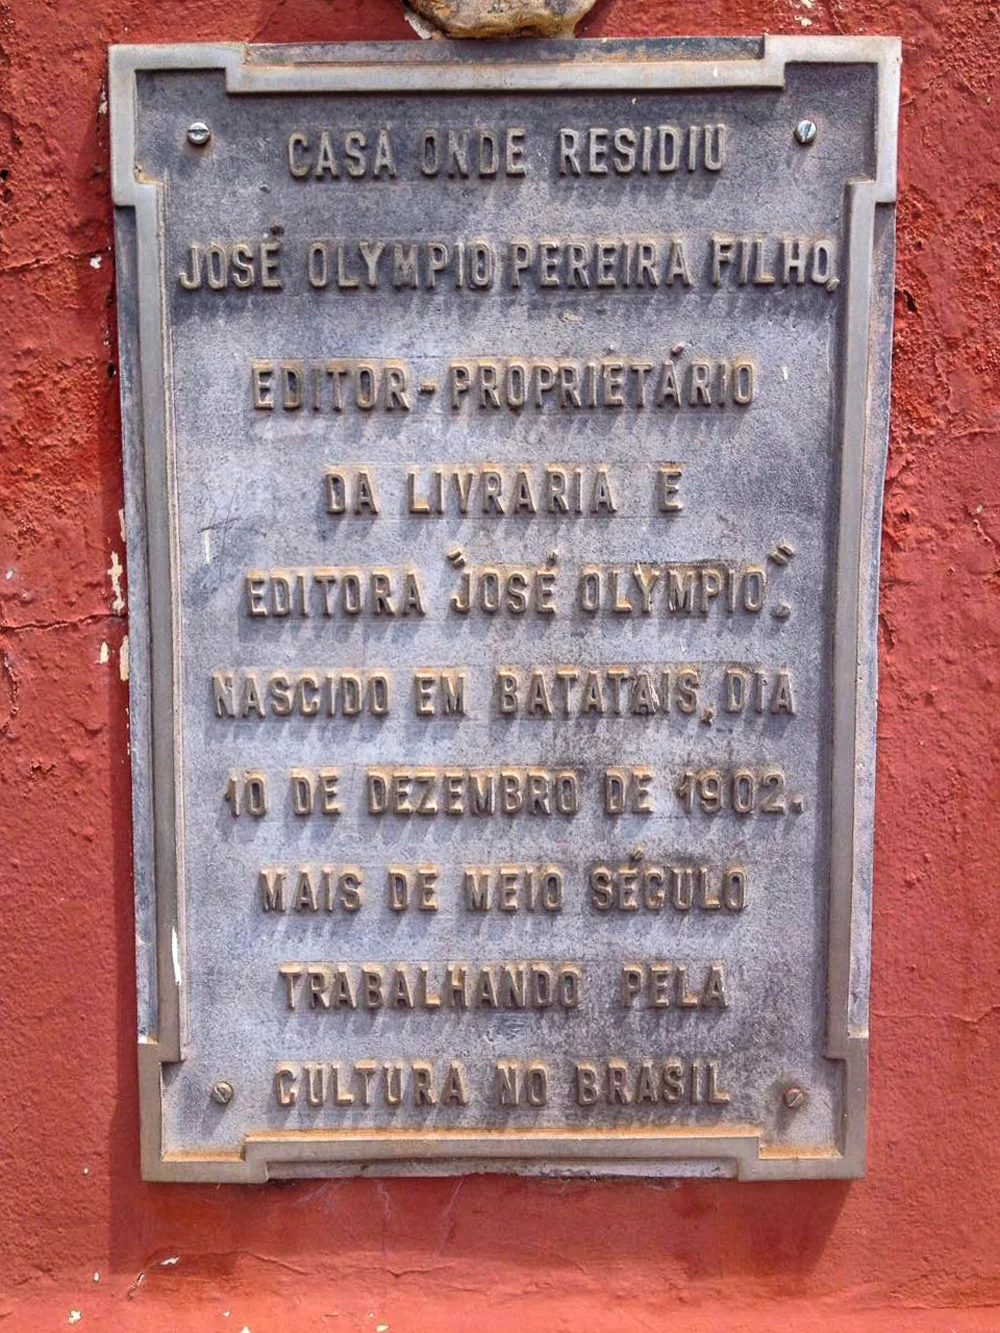 CASA ONDE RESIDIU
JOSÉ OLYMPIO PEREIRA FILHO,
EDITOR - PROPRIETÁRIO
DA LIVRARIA E
EDITORA "JOSÉ OLYMPIO".
NASCIDO EM BATATAIS, DIA
10 DE DEZEMBRO DE 1902.
MAIS DE MEIO SÉCULO
TRABALHANDO PELA
CULTURA NO BRASIL